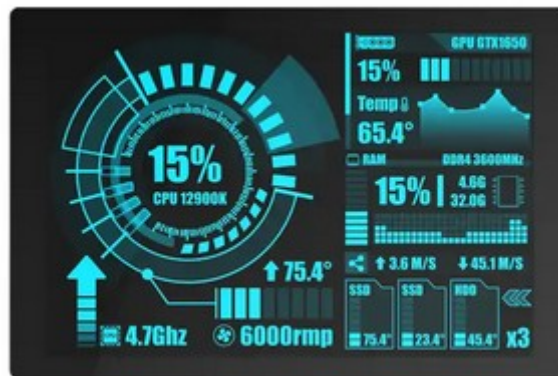 15%
CPU 12900K
75.4°
4.7Ghz
6000rmp
GPU GTX1650
15%
Temp
65.4°
RAM DDR4 3600MHz
15%
4.6G
32.0G
3.6 M/S 45.1 M/S
SSD SSD HDD
75.4° 23.4° 45.4° x3